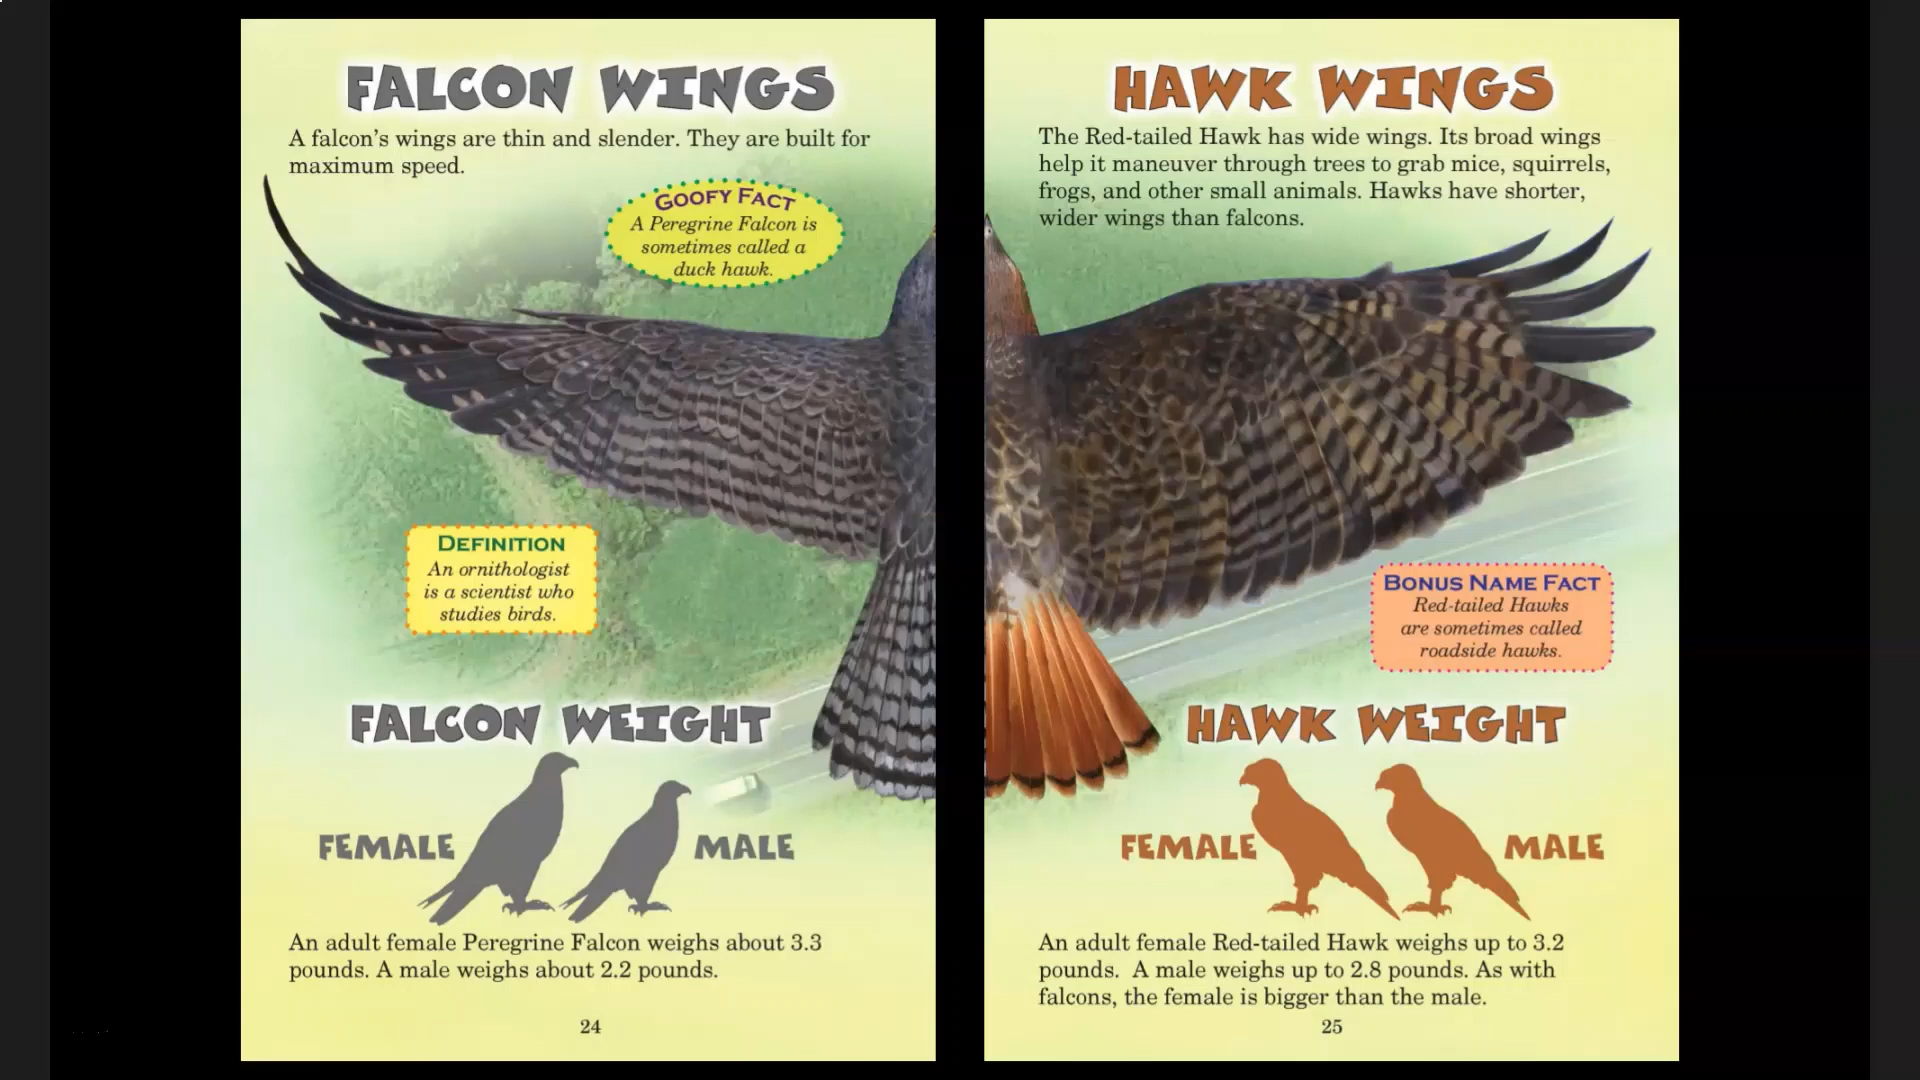 FALCON WINGS
A falcon's wings are thin and slender. They are built for
maximum speed.
GOOFY FACT
A Peregrine Falcon is
sometimes called a
duck hawk.
DEFINITION
An ornithologist
is a scientist who
studies birds.
FALCON WEIGHT
FEMALE
MALE
An adult female Peregrine Falcon weighs about 3.3
pounds. A male weighs about 2.2 pounds.
24
HAWK WINGS
The Red-tailed Hawk has wide wings. Its broad wings
help it maneuver through trees to grab mice, squirrels,
frogs, and other small animals. Hawks have shorter,
wider wings than falcons.
BONUS NAME FACT
Red-tailed Hawks
are sometimes called
roadside hawks.
HAWK WEIGHT
FEMALE
MALE
An adult female Red-tailed Hawk weighs up to 3.2
pounds.  A male weighs up to 2.8 pounds. As with
falcons, the female is bigger than the male.
25